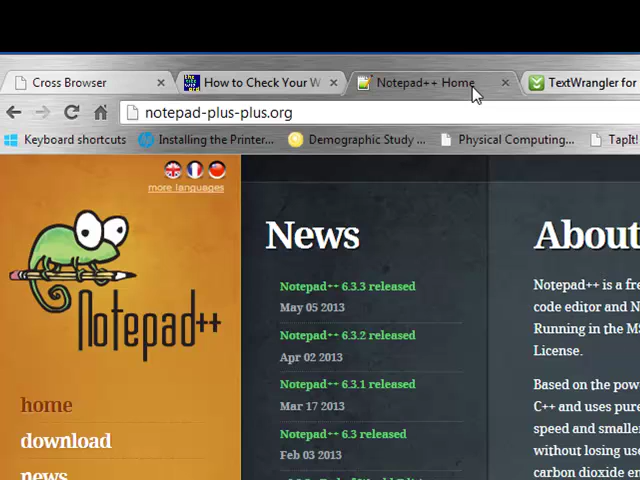 Cross Browser
How to Check Your W
Notepad++ Home
TextWrangler for
notepad-plus-plus.org
Keyboard shortcuts
Installing the Printer...
Demographic Study ...
Physical Computing...
TapIt!
more languages
Notepad++
home
download
news
News
Notepad++ 6.3.3 released
May 05 2013
Notepad++ 6.3.2 released
Apr 02 2013
Notepad++ 6.3.1 released
Mar 17 2013
Notepad++ 6.3 released
Feb 03 2013
About
Notepad++ is a fre
code editor and N
Running in the MS
License.
Based on the pow
C++ and uses pure
speed and smaller
without losing use
carbon dioxide em